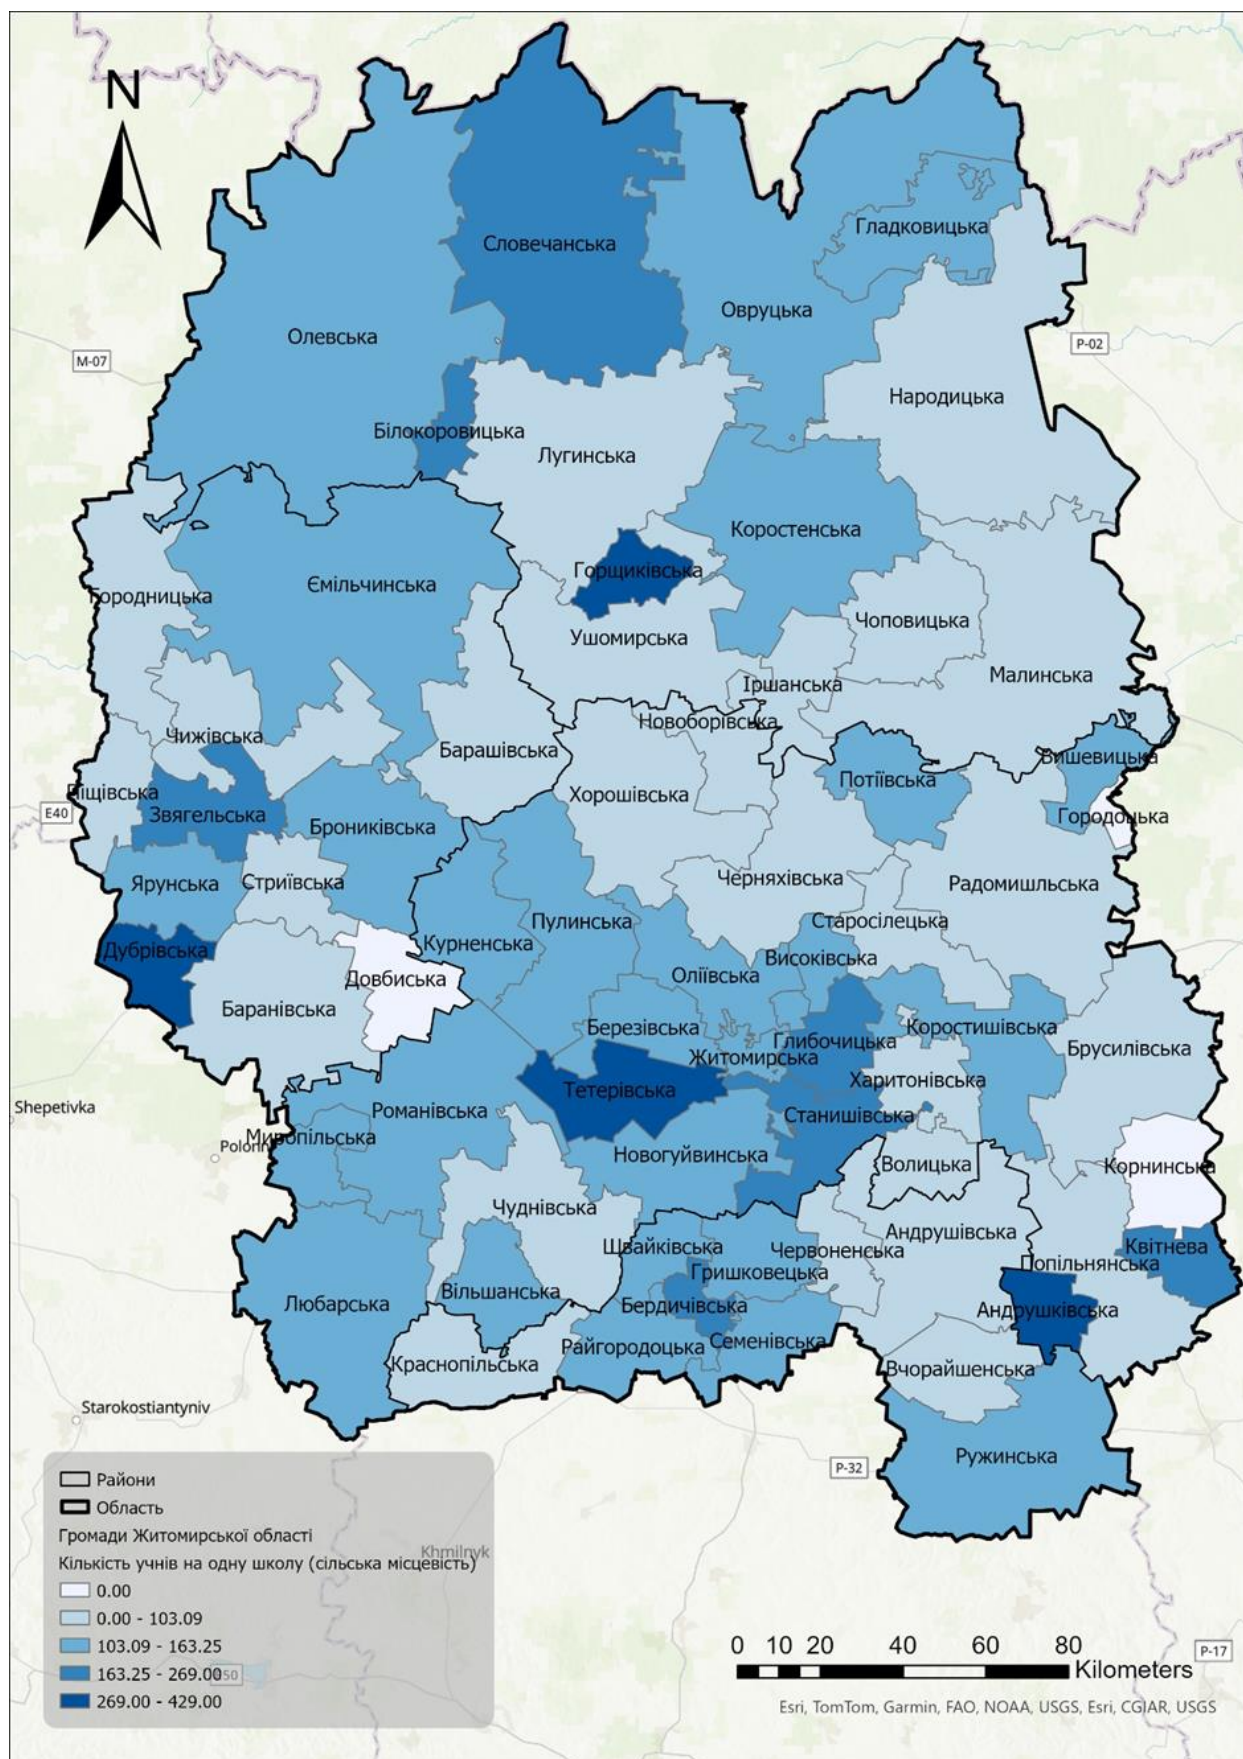 N
Словечанська
Гладковицька
Овруцька
Олевська
М-07
Р-02
Народицька
Білокоровицька
Лугинська
Коростенська
Горщиківська
Ємільчинська
Городницька
Чоповицька
Ушомирська
Малинська
Іршанська
Новоборівська
Чижівська
Барашівська
Вишевицька
Потіївська
Піщівська
Хорошівська
E40
Звягельська
Городоцька
Брониківська
Черняхівська
Ярунська
Стриївська
Радомишльська
Старосілецька
Пулинська
Дубрівська
Курненська
Високівська
Оліївська
Довбиська
Баранівська
Березівська
Коростишівська
Глибочицька
Брусилівська
Житомирська
Тетерівська
Харитонівська
Shepetivka
Романівська
Станишівська
Миропільська
Polonn
Новогуйвинська
Волицька
Корнинська
Чуднівська
Андрушівська
Швайківська
Червоненська
Квітнева
Попільнянська
Гришковецька
Вільшанська
Любарська
Бердичівська
Андрушківська
Райгородоцька
Семенівська
Краснопільська
Вчорайшенська
Starokostiantyniv
Ружинська
Р-32
Райони
Область
Громади Житомирської області
Khmilnyk
Кількість учнів на одну школу (сільська місцевість)
0.00
0.00 - 103.09
103.09 - 163.25
163.25 - 269.00
269.00 - 429.00
0 10 20 40 60 80
Kilometers
Р-17
Esri, TomTom, Garmin, FAO, NOAA, USGS, Esri, CGIAR, USGS